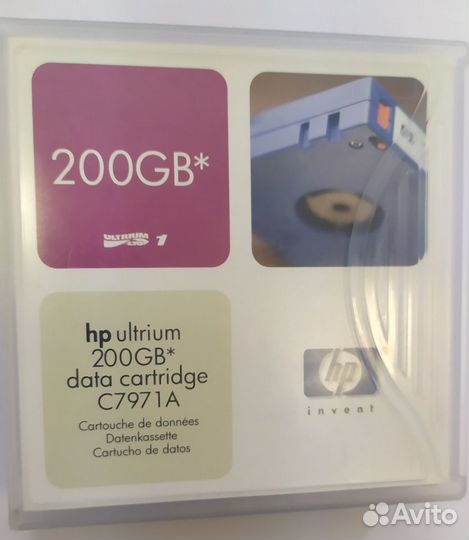 200GB*
ULTRIUM
LTO 1
hp ultrium
200GB*
data cartridge
C7971A
Cartouche de données
Datenkassette
Cartucho de datos
hp
invent
Avito